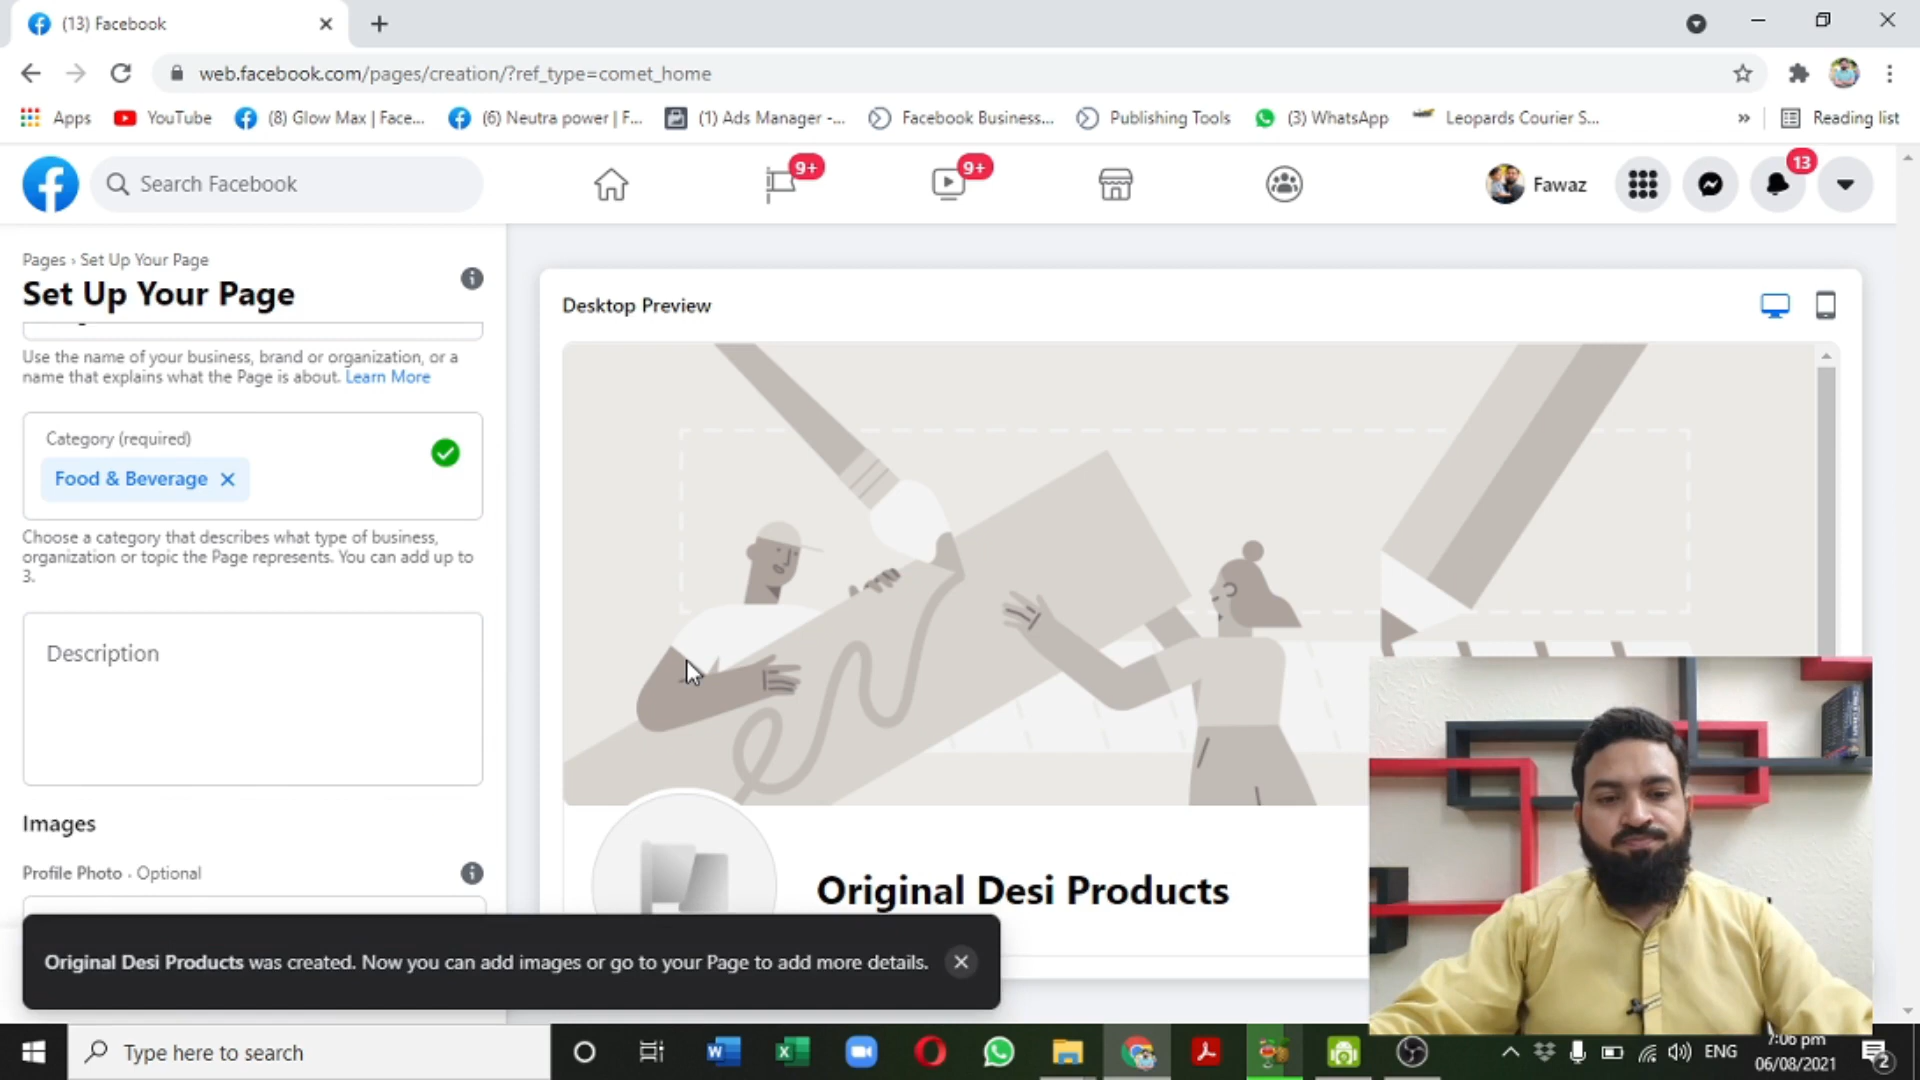 (13) Facebook
web.facebook.com/pages/creation/?ref_type=comet_home
Apps
YouTube
(8) Glow Max | Face...
(6) Neutra power | F...
(1) Ads Manager -...
Facebook Business...
Publishing Tools
(3) WhatsApp
Leopards Courier S...
»
Reading list
Search Facebook
9+
9+
Fawaz
13
Pages › Set Up Your Page
Set Up Your Page
Use the name of your business, brand or organization, or a
name that explains what the Page is about. Learn More
Category (required)
Food & Beverage
Choose a category that describes what type of business,
organization or topic the Page represents. You can add up to
3.
Description
Images
Profile Photo · Optional
Desktop Preview
Original Desi Products
Original Desi Products was created. Now you can add images or go to your Page to add more details.
Type here to search
ENG
7:06 pm
06/08/2021
2